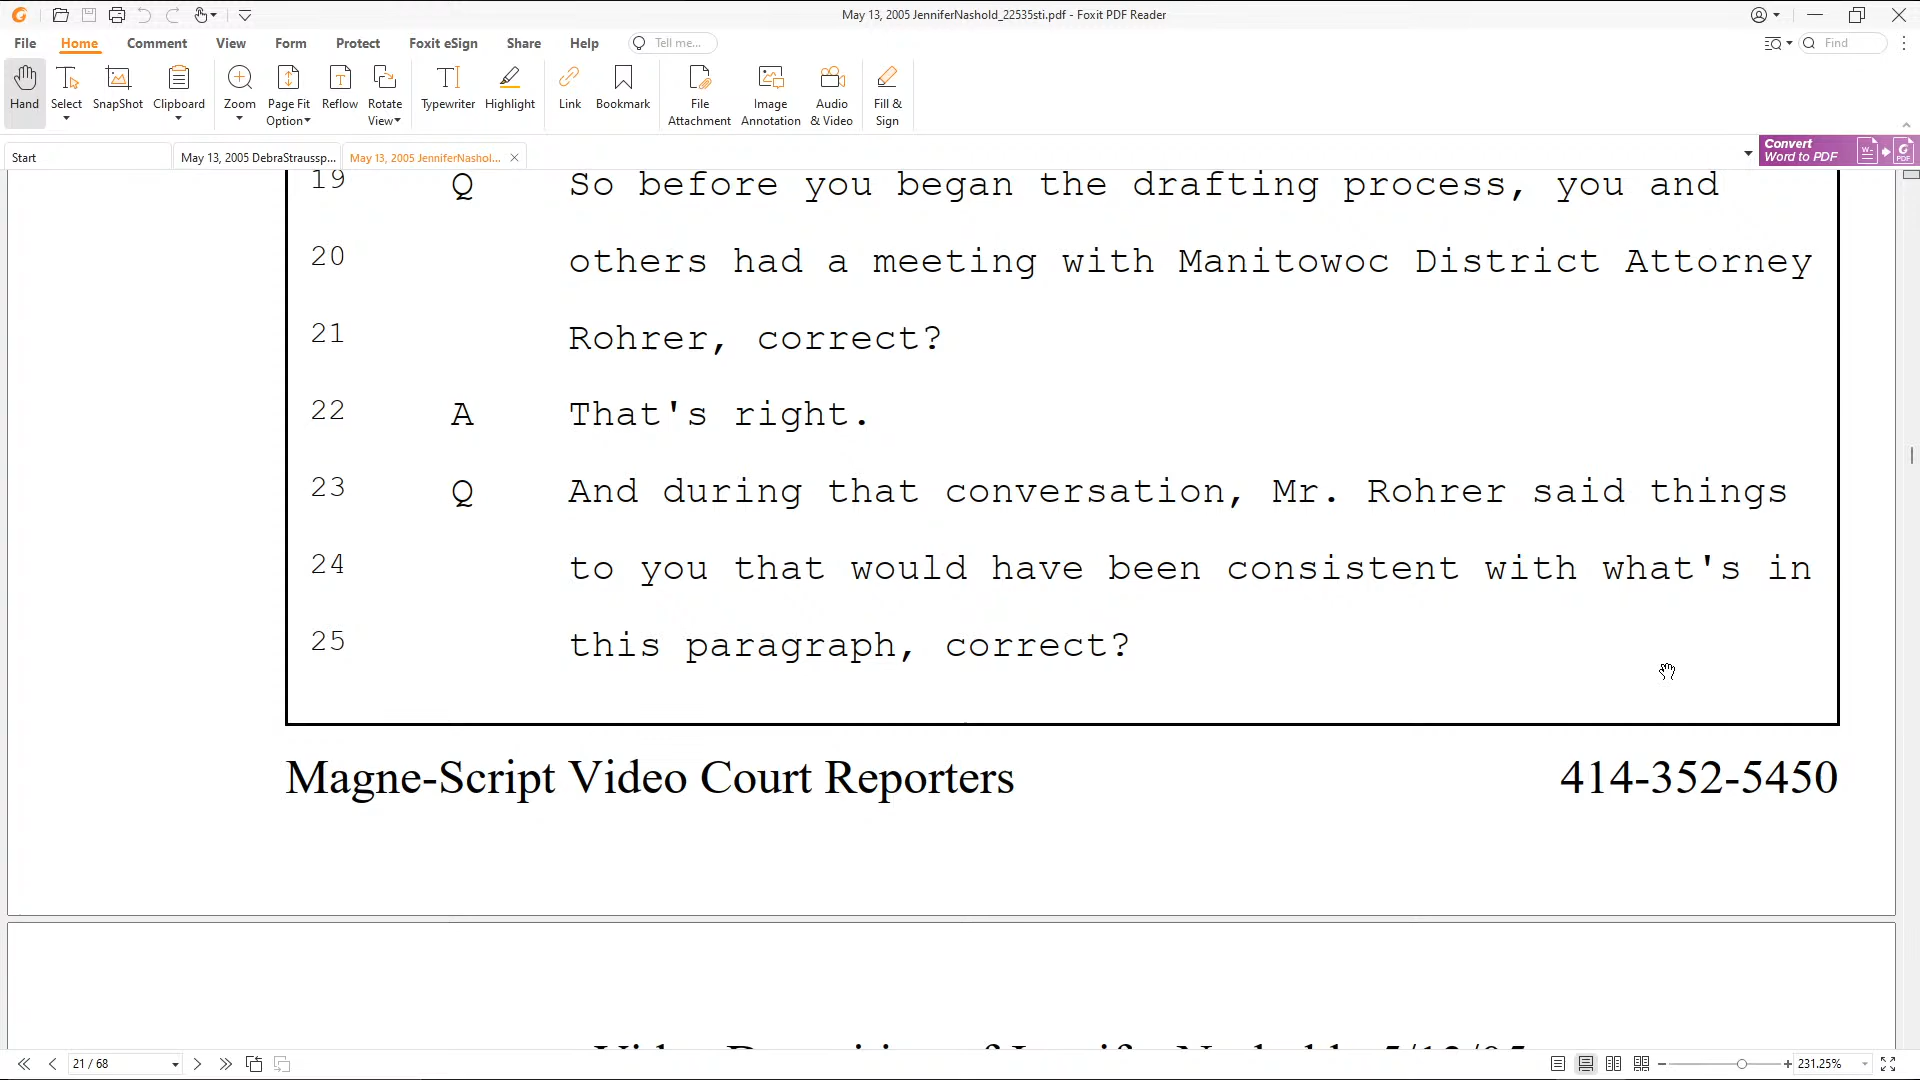 May 13, 2005 JenniferNashold_22535sti.pdf - Foxit PDF Reader
File Home Comment View Form Protect Foxit eSign Share Help Tell me... Find
Hand Select SnapShot Clipboard Zoom Page Fit Option Reflow Rotate View Typewriter Highlight Link Bookmark File Attachment Image Annotation Audio & Video Fill & Sign
Start May 13, 2005 DebraStraussp... May 13, 2005 JenniferNashol... Convert Word to PDF
19 Q So before you began the drafting process, you and
20 others had a meeting with Manitowoc District Attorney
21 Rohrer, correct?
22 A That's right.
23 Q And during that conversation, Mr. Rohrer said things
24 to you that would have been consistent with what's in
25 this paragraph, correct?
Magne-Script Video Court Reporters 414-352-5450
21 / 68 231.25%